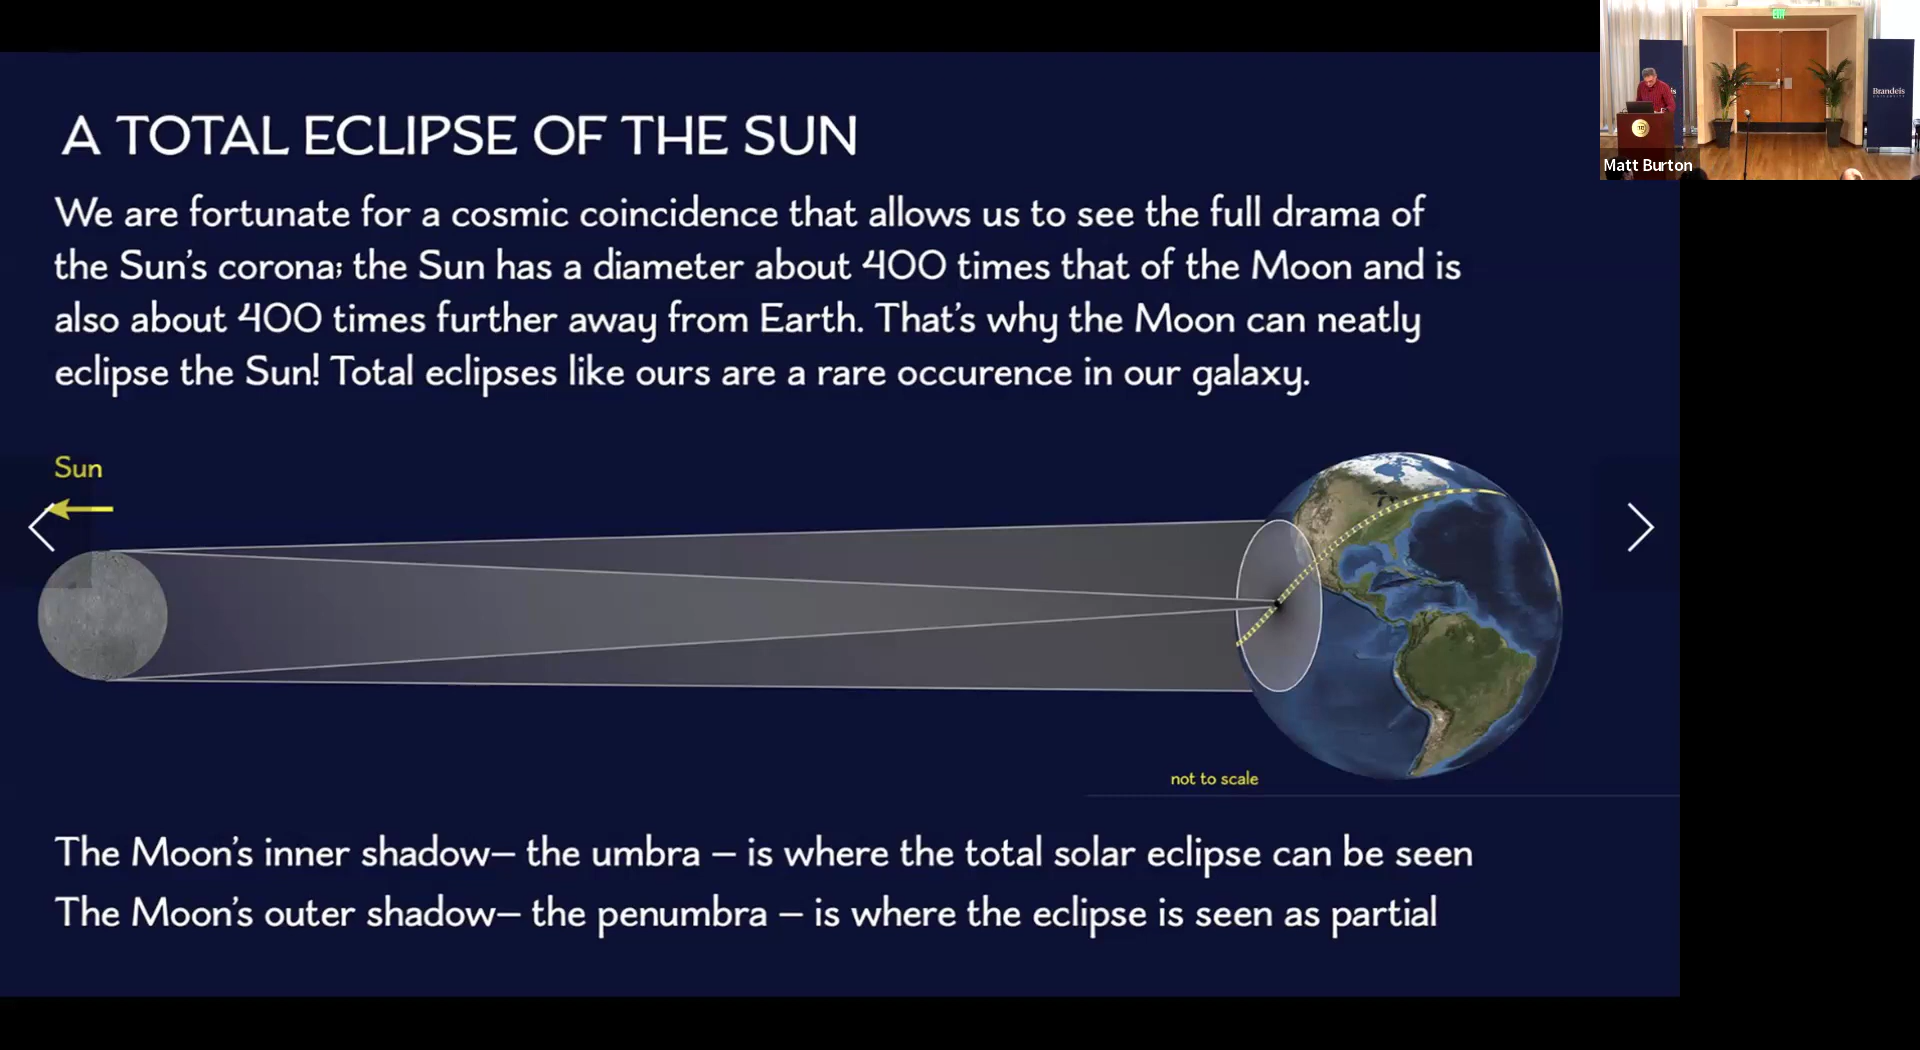 A TOTAL ECLIPSE OF THE SUN
We are fortunate for a cosmic coincidence that allows us to see the full drama of
the Sun's corona; the Sun has a diameter about 400 times that of the Moon and is
also about 400 times further away from Earth. That's why the Moon can neatly
eclipse the Sun! Total eclipses like ours are a rare occurence in our galaxy.
Sun
not to scale
The Moon's inner shadow– the umbra – is where the total solar eclipse can be seen
The Moon's outer shadow– the penumbra – is where the eclipse is seen as partial
EXIT
Brandeis
Matt Burton